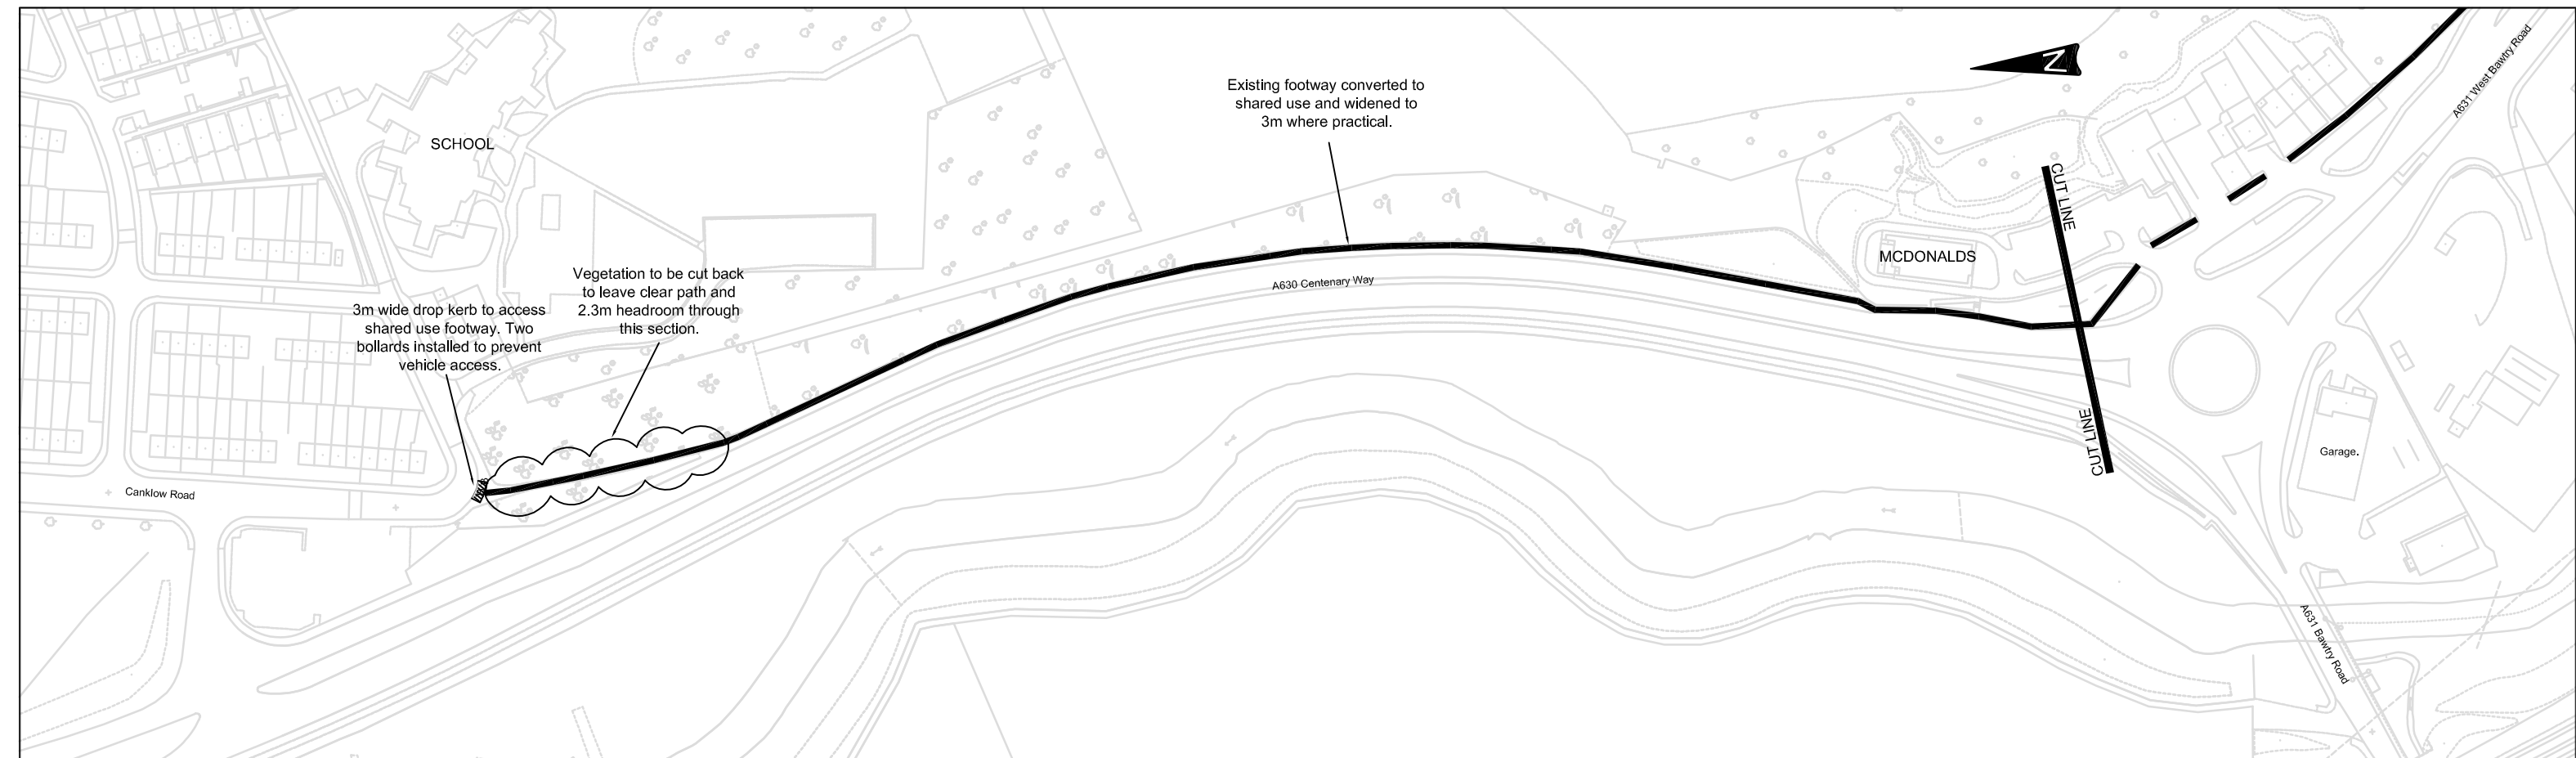 A631 West Bawtry Road
N
Existing footway converted to
shared use and widened to
3m where practical.
SCHOOL
CUT LINE
MCDONALDS
Vegetation to be cut back
to leave clear path and
2.3m headroom through
this section.
A630 Centenary Way
3m wide drop kerb to access
shared use footway. Two
bollards installed to prevent
vehicle access.
CUT LINE
Garage.
Canklow Road
A631 Bawtry Road